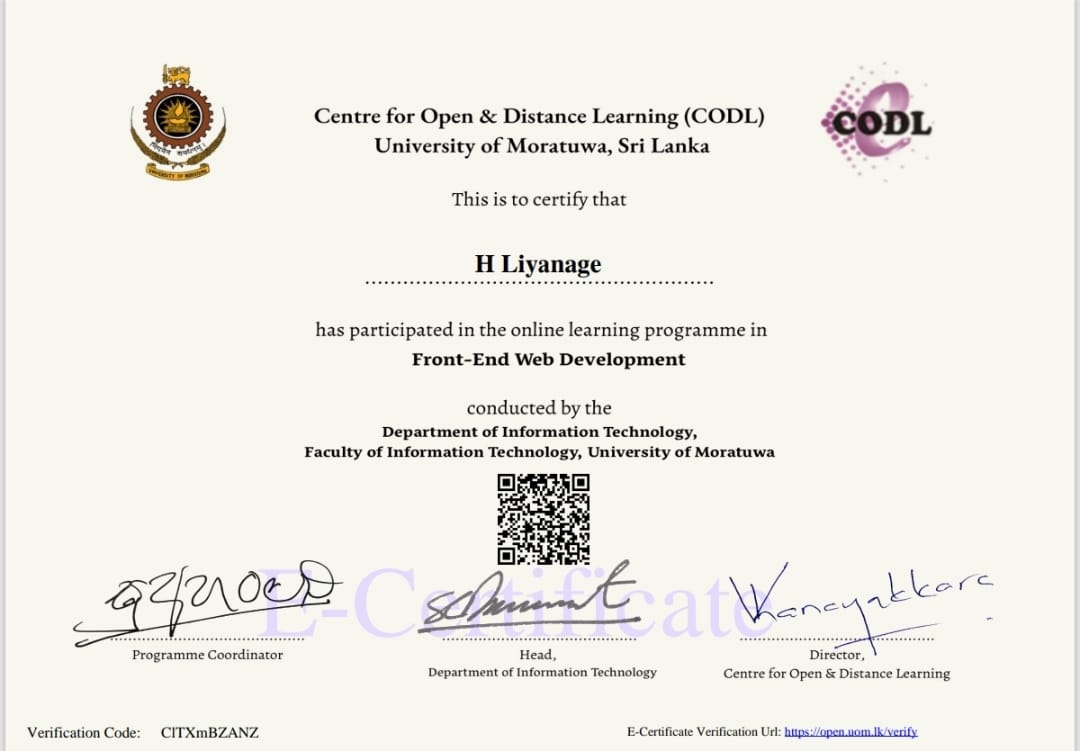 Centre for Open & Distance Learning (CODL)
University of Moratuwa, Sri Lanka
CODL
UNIVERSITY OF MORATUWA
This is to certify that
H Liyanage
has participated in the online learning programme in
Front-End Web Development
conducted by the
Department of Information Technology,
Faculty of Information Technology, University of Moratuwa
E-Certificate
Programme Coordinator
Head,
Department of Information Technology
Director,
Centre for Open & Distance Learning
Verification Code: ClTXmBZANZ
E-Certificate Verification Url: https://open.uom.lk/verify